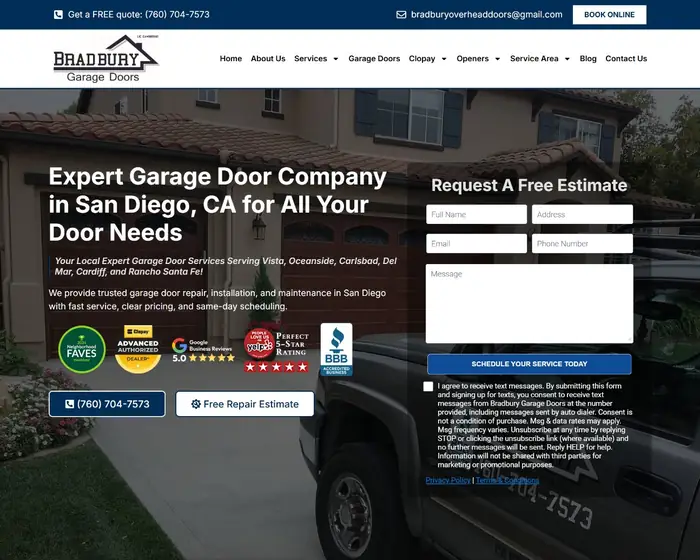 Get a FREE quote: (760) 704-7573
bradburyoverheaddoors@gmail.com
BOOK ONLINE
BRADBURY
Garage Doors
Home About Us Services Garage Doors Clopay Openers Service Area Blog Contact Us
Expert Garage Door Company
in San Diego, CA for All Your
Door Needs
Your Local Expert Garage Door Services Serving Vista, Oceanside, Carlsbad, Del
Mar, Cardiff, and Rancho Santa Fe!
We provide trusted garage door repair, installation, and maintenance in San Diego
with fast service, clear pricing, and same-day scheduling.
Neighborhood
FAVES
Clopay
ADVANCED
AUTHORIZED
DEALER
Google
Business Reviews
5.0
PEOPLE
LOVE US
yelp
PERFECT
5-STAR
RATING
BBB
ACCREDITED
BUSINESS
(760) 704-7573
Free Repair Estimate
Request A Free Estimate
Full Name
Address
Email
Phone Number
Message
SCHEDULE YOUR SERVICE TODAY
I agree to receive text messages. By submitting this form
and signing up for texts, you consent to receive text
messages from Bradbury Garage Doors at the number
provided, including messages sent by auto dialer. Consent is
not a condition of purchase. Msg & data rates may apply.
Msg frequency varies. Unsubscribe at any time by replying
STOP or clicking the unsubscribe link (where available) and
no further messages will be sent. Reply HELP for help.
Information will not be shared with third parties for
marketing or promotional purposes.
Privacy Policy | Terms & Conditions
760-704-7573